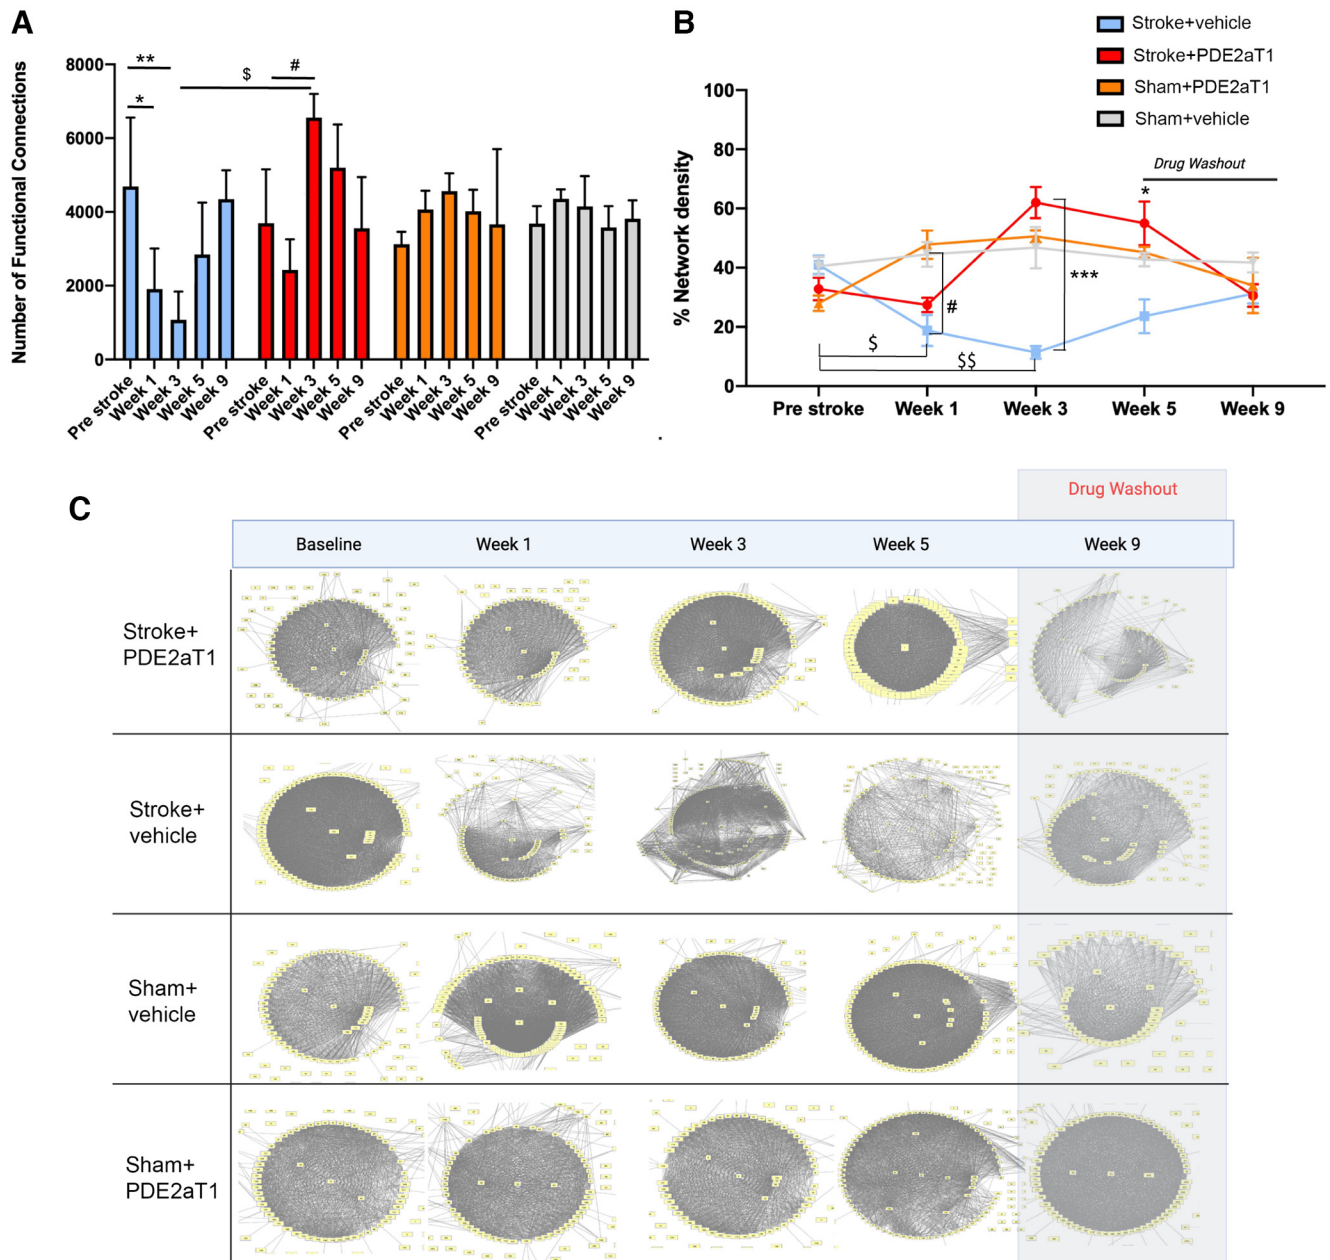 A
Number of Functional Connections
8000
6000
4000
2000
0
**
*
$
#
Pre stroke
Week 1
Week 3
Week 5
Week 9
Pre stroke
Week 1
Week 3
Week 5
Week 9
Pre stroke
Week 1
Week 3
Week 5
Week 9
Pre stroke
Week 1
Week 3
Week 5
Week 9
B
Stroke+vehicle
Stroke+PDE2aT1
Sham+PDE2aT1
Sham+vehicle
% Network density
100
80
60
40
20
0
Drug Washout
*
***
#
$
$$
Pre stroke
Week 1
Week 3
Week 5
Week 9
C
Drug Washout
Baseline
Week 1
Week 3
Week 5
Week 9
Stroke+
PDE2aT1
Stroke+
vehicle
Sham+
vehicle
Sham+
PDE2aT1